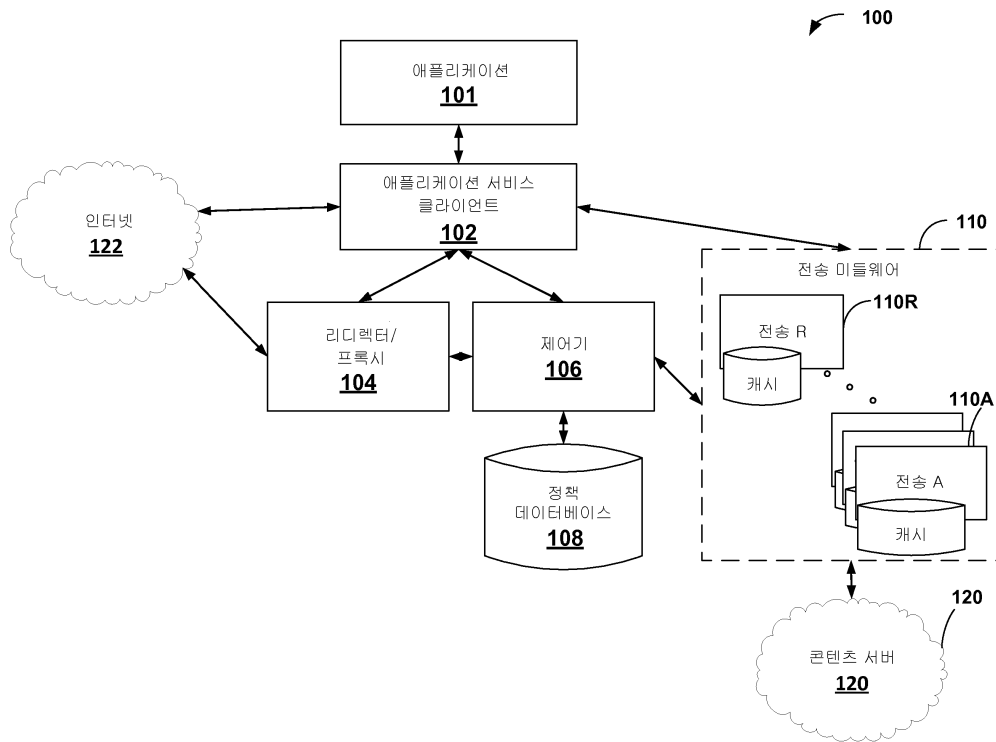 100
애플리케이션
101
애플리케이션 서비스
클라이언트
102
인터넷
122
110
전송 미들웨어
110R
전송 R
캐시
리디렉터/
프록시
104
제어기
106
110A
전송 A
캐시
정책
데이터베이스
108
120
콘텐츠 서버
120